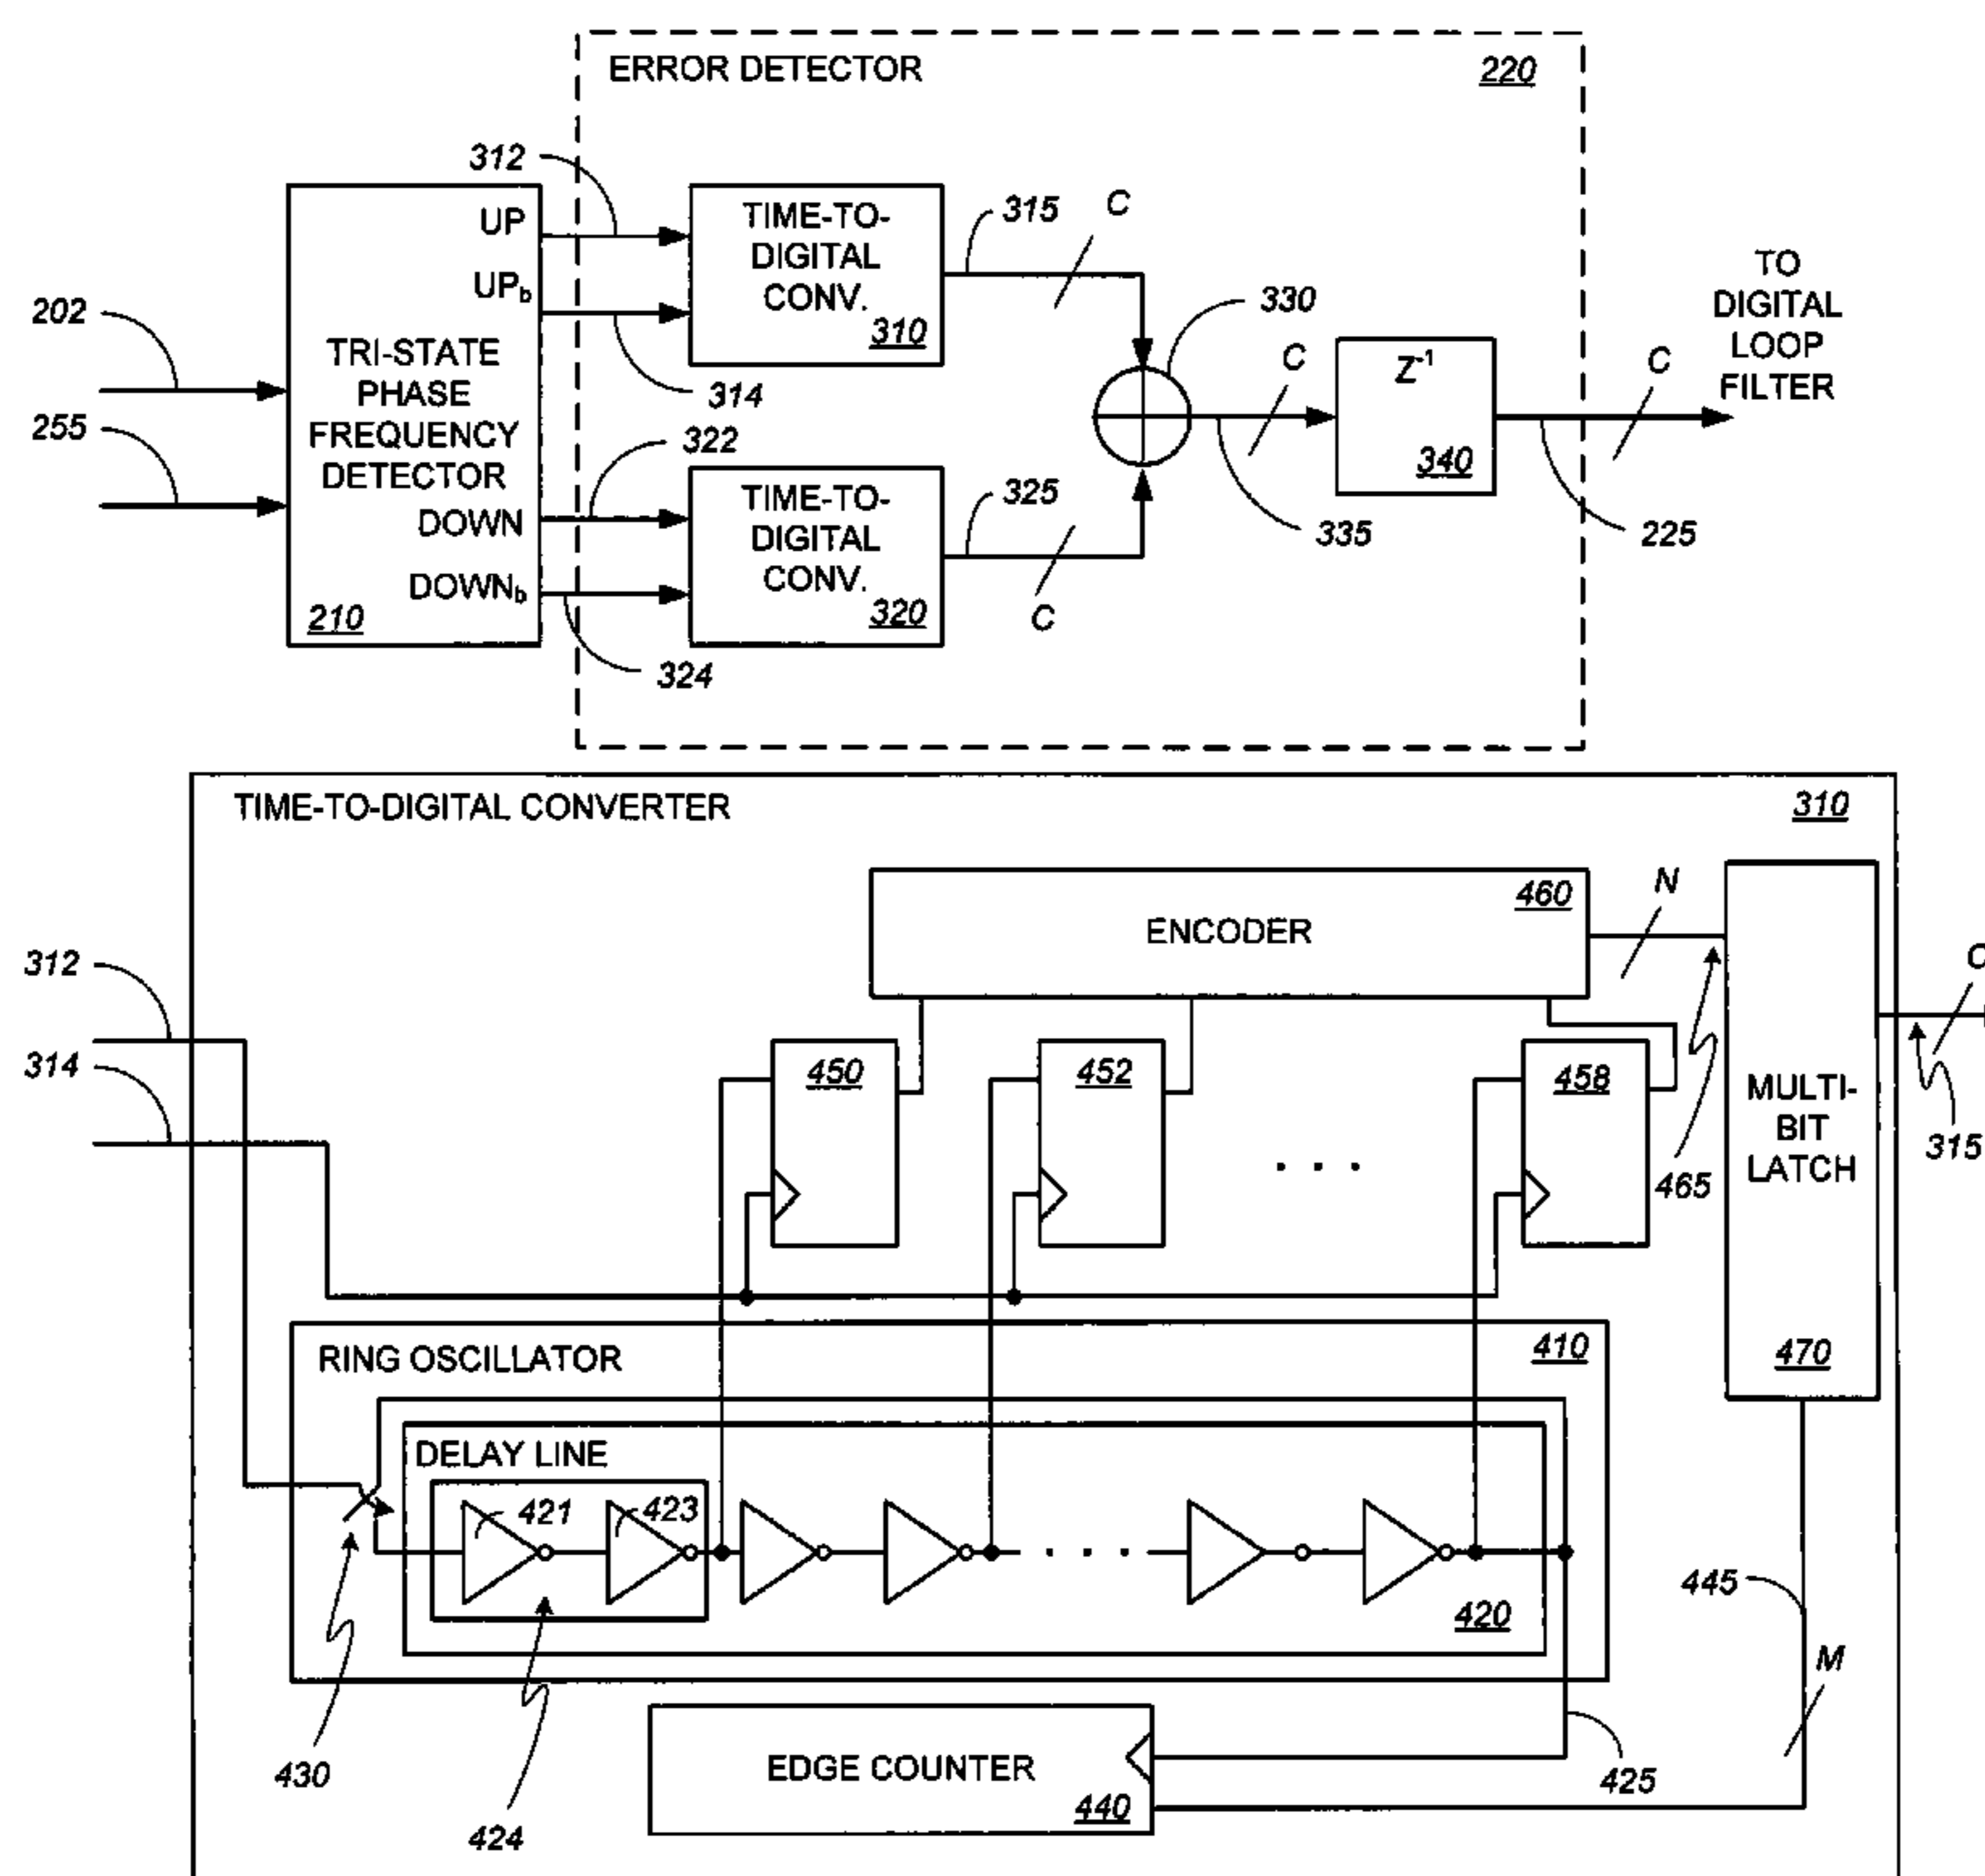 ERROR DETECTOR
220
312
UP
UPb
TIME-TO-
DIGITAL
CONV.
310
315
C
202
255
TRI-STATE
PHASE
FREQUENCY
DETECTOR
314
330
C
Z-1
340
C
TO
DIGITAL
LOOP
FILTER
322
DOWN
DOWNb
210
TIME-TO-
DIGITAL
CONV.
320
325
C
335
225
324
TIME-TO-DIGITAL CONVERTER
310
460
ENCODER
N
312
314
450
452
458
465
MULTI-
BIT
LATCH
470
C
315
. . .
RING OSCILLATOR
410
DELAY LINE
421
423
. . .
420
445
M
430
424
EDGE COUNTER
440
425